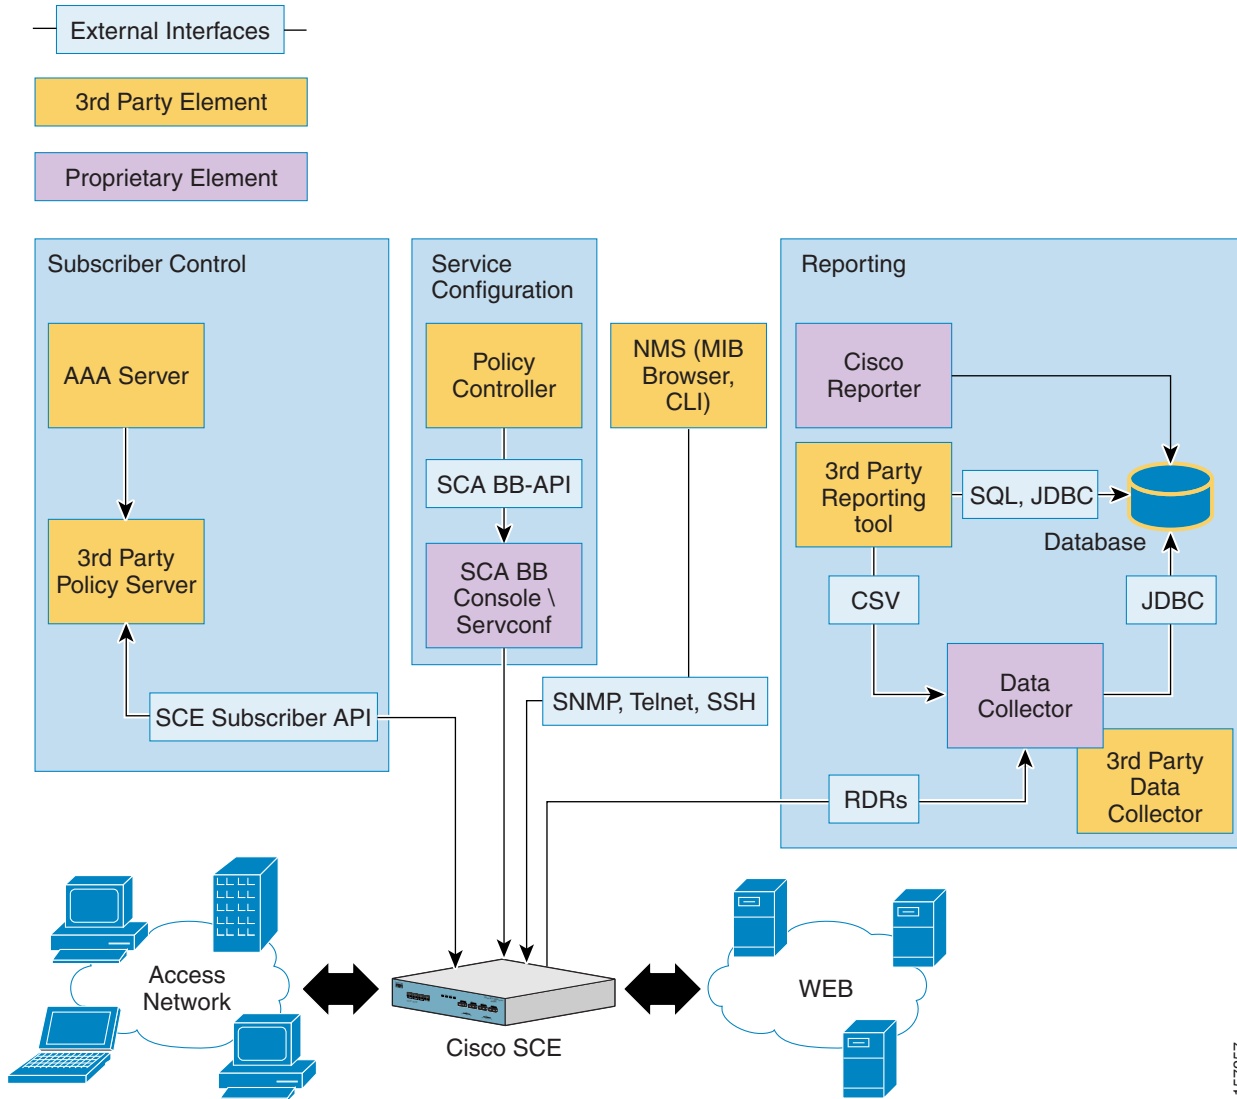 External Interfaces
3rd Party Element
Proprietary Element
Subscriber Control
AAA Server
3rd Party
Policy Server
SCE Subscriber API
Service
Configuration
Policy
Controller
SCA BB-API
SCA BB
Console \
Servconf
NMS (MIB
Browser,
CLI)
SNMP, Telnet, SSH
Reporting
Cisco
Reporter
3rd Party
Reporting
tool
SQL, JDBC
Database
CSV
JDBC
Data
Collector
3rd Party
Data
Collector
RDRs
Access
Network
Cisco SCE
WEB